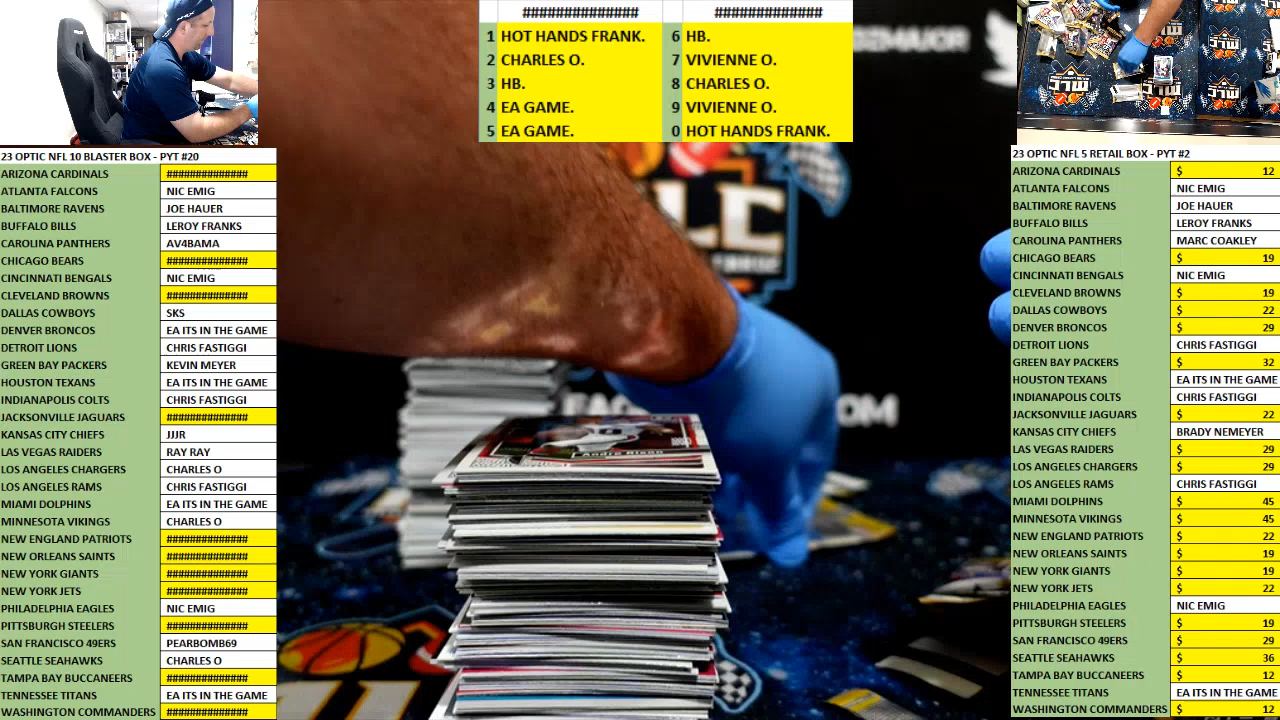 ############## #############
1 HOT HANDS FRANK. 6 HB.
2 CHARLES O. 7 VIVIENNE O.
3 HB. 8 CHARLES O.
4 EA GAME. 9 VIVIENNE O.
5 EA GAME. 0 HOT HANDS FRANK.
23 OPTIC NFL 10 BLASTER BOX - PYT #20
ARIZONA CARDINALS ##############
ATLANTA FALCONS NIC EMIG
BALTIMORE RAVENS JOE HAUER
BUFFALO BILLS LEROY FRANKS
CAROLINA PANTHERS AV4BAMA
CHICAGO BEARS ##############
CINCINNATI BENGALS NIC EMIG
CLEVELAND BROWNS ##############
DALLAS COWBOYS SKS
DENVER BRONCOS EA ITS IN THE GAME
DETROIT LIONS CHRIS FASTIGGI
GREEN BAY PACKERS KEVIN MEYER
HOUSTON TEXANS EA ITS IN THE GAME
INDIANAPOLIS COLTS CHRIS FASTIGGI
JACKSONVILLE JAGUARS ##############
KANSAS CITY CHIEFS JJJR
LAS VEGAS RAIDERS RAY RAY
LOS ANGELES CHARGERS CHARLES O
LOS ANGELES RAMS CHRIS FASTIGGI
MIAMI DOLPHINS EA ITS IN THE GAME
MINNESOTA VIKINGS CHARLES O
NEW ENGLAND PATRIOTS ##############
NEW ORLEANS SAINTS ##############
NEW YORK GIANTS ##############
NEW YORK JETS ##############
PHILADELPHIA EAGLES NIC EMIG
PITTSBURGH STEELERS ##############
SAN FRANCISCO 49ERS PEARBOMB69
SEATTLE SEAHAWKS CHARLES O
TAMPA BAY BUCCANEERS ##############
TENNESSEE TITANS EA ITS IN THE GAME
WASHINGTON COMMANDERS ##############
23 OPTIC NFL 5 RETAIL BOX - PYT #2
ARIZONA CARDINALS $ 12
ATLANTA FALCONS NIC EMIG
BALTIMORE RAVENS JOE HAUER
BUFFALO BILLS LEROY FRANKS
CAROLINA PANTHERS MARC COAKLEY
CHICAGO BEARS $ 19
CINCINNATI BENGALS NIC EMIG
CLEVELAND BROWNS $ 19
DALLAS COWBOYS $ 22
DENVER BRONCOS $ 29
DETROIT LIONS CHRIS FASTIGGI
GREEN BAY PACKERS $ 32
HOUSTON TEXANS EA ITS IN THE GAME
INDIANAPOLIS COLTS CHRIS FASTIGGI
JACKSONVILLE JAGUARS $ 22
KANSAS CITY CHIEFS BRADY NEMEYER
LAS VEGAS RAIDERS $ 29
LOS ANGELES CHARGERS $ 29
LOS ANGELES RAMS CHRIS FASTIGGI
MIAMI DOLPHINS $ 45
MINNESOTA VIKINGS $ 45
NEW ENGLAND PATRIOTS $ 22
NEW ORLEANS SAINTS $ 19
NEW YORK GIANTS $ 19
NEW YORK JETS $ 22
PHILADELPHIA EAGLES NIC EMIG
PITTSBURGH STEELERS $ 19
SAN FRANCISCO 49ERS $ 29
SEATTLE SEAHAWKS $ 36
TAMPA BAY BUCCANEERS $ 12
TENNESSEE TITANS EA ITS IN THE GAME
WASHINGTON COMMANDERS $ 12
Andre Rison